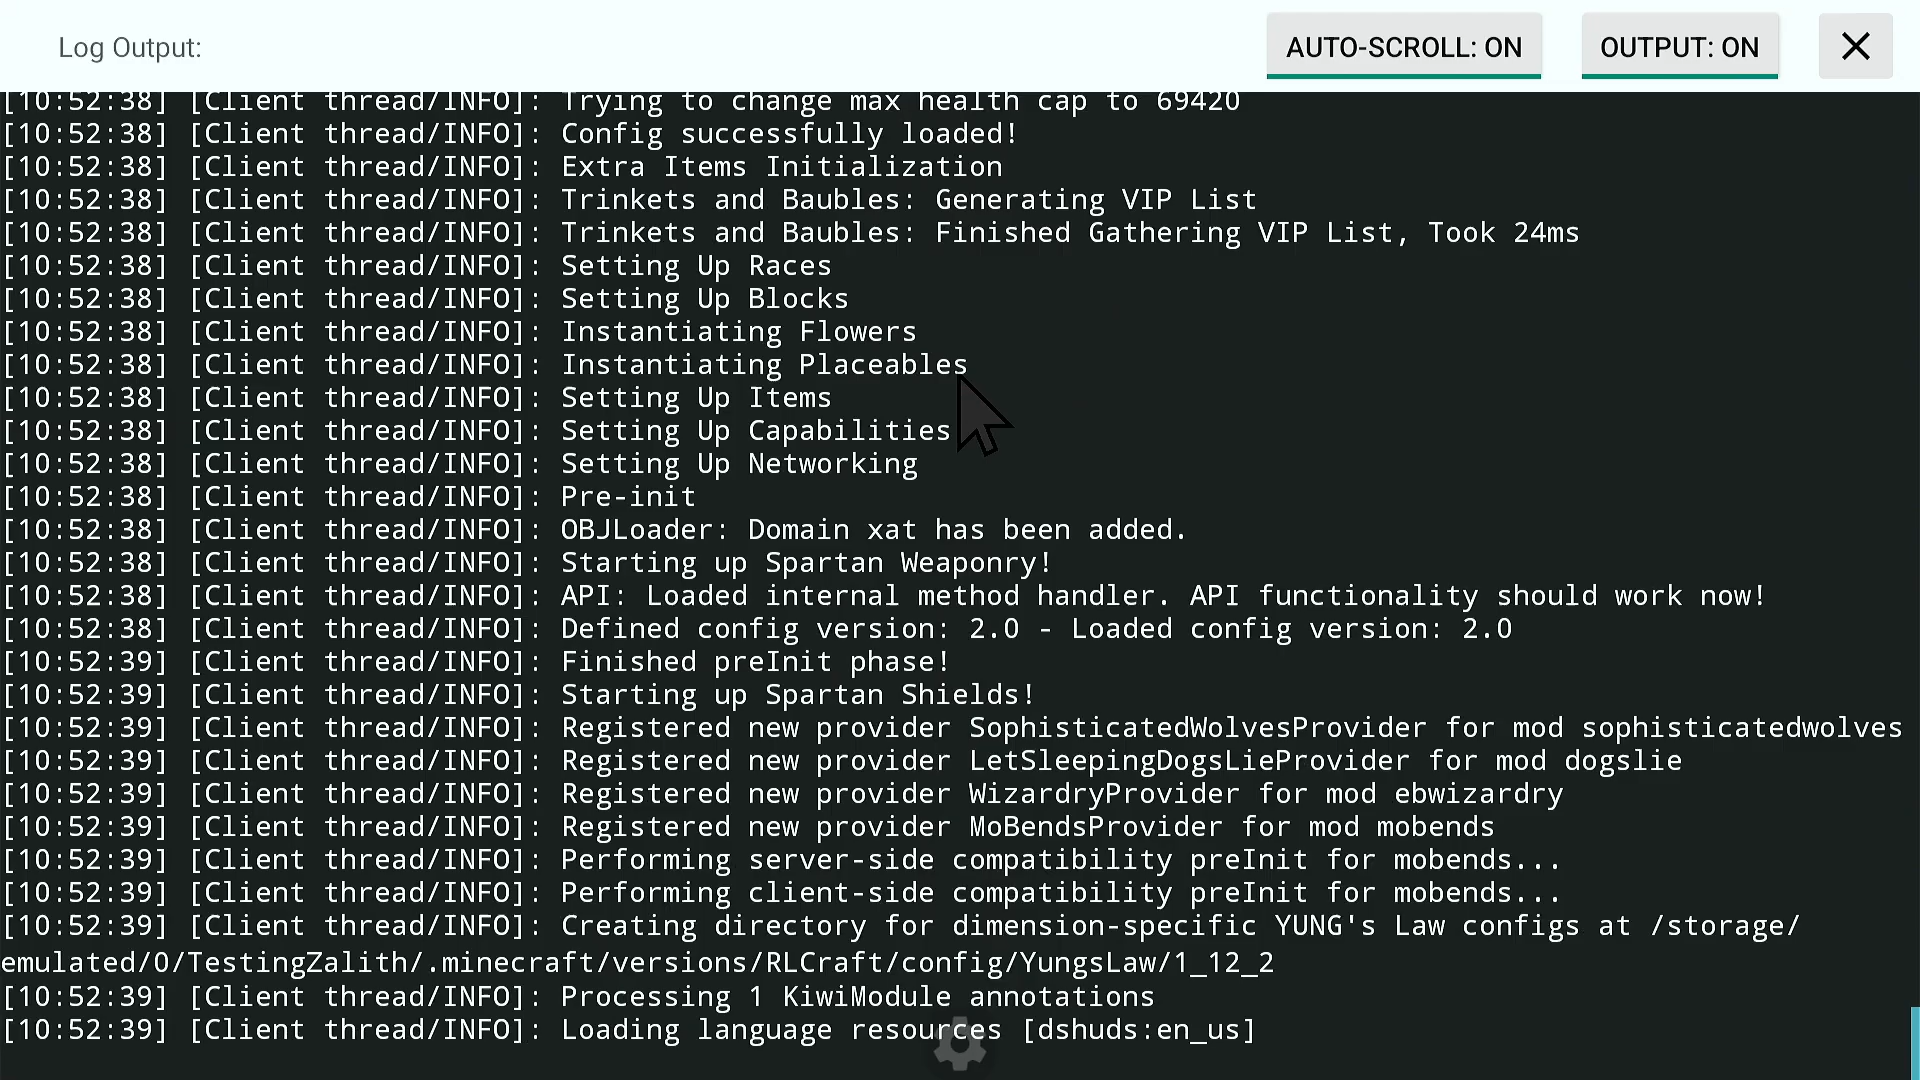 Log Output:
AUTO-SCROLL: ON
OUTPUT: ON
[10:52:38] [Client thread/INFO]: Trying to change max health cap to 69420
[10:52:38] [Client thread/INFO]: Config successfully loaded!
[10:52:38] [Client thread/INFO]: Extra Items Initialization
[10:52:38] [Client thread/INFO]: Trinkets and Baubles: Generating VIP List
[10:52:38] [Client thread/INFO]: Trinkets and Baubles: Finished Gathering VIP List, Took 24ms
[10:52:38] [Client thread/INFO]: Setting Up Races
[10:52:38] [Client thread/INFO]: Setting Up Blocks
[10:52:38] [Client thread/INFO]: Instantiating Flowers
[10:52:38] [Client thread/INFO]: Instantiating Placeables
[10:52:38] [Client thread/INFO]: Setting Up Items
[10:52:38] [Client thread/INFO]: Setting Up Capabilities
[10:52:38] [Client thread/INFO]: Setting Up Networking
[10:52:38] [Client thread/INFO]: Pre-init
[10:52:38] [Client thread/INFO]: OBJLoader: Domain xat has been added.
[10:52:38] [Client thread/INFO]: Starting up Spartan Weaponry!
[10:52:38] [Client thread/INFO]: API: Loaded internal method handler. API functionality should work now!
[10:52:38] [Client thread/INFO]: Defined config version: 2.0 - Loaded config version: 2.0
[10:52:39] [Client thread/INFO]: Finished preInit phase!
[10:52:39] [Client thread/INFO]: Starting up Spartan Shields!
[10:52:39] [Client thread/INFO]: Registered new provider SophisticatedWolvesProvider for mod sophisticatedwolves
[10:52:39] [Client thread/INFO]: Registered new provider LetSleepingDogsLieProvider for mod dogslie
[10:52:39] [Client thread/INFO]: Registered new provider WizardryProvider for mod ebwizardry
[10:52:39] [Client thread/INFO]: Registered new provider MoBendsProvider for mod mobends
[10:52:39] [Client thread/INFO]: Performing server-side compatibility preInit for mobends...
[10:52:39] [Client thread/INFO]: Performing client-side compatibility preInit for mobends...
[10:52:39] [Client thread/INFO]: Creating directory for dimension-specific YUNG's Law configs at /storage/
emulated/0/TestingZalith/.minecraft/versions/RLCraft/config/YungsLaw/1_12_2
[10:52:39] [Client thread/INFO]: Processing 1 KiwiModule annotations
[10:52:39] [Client thread/INFO]: Loading language resources [dshuds:en_us]